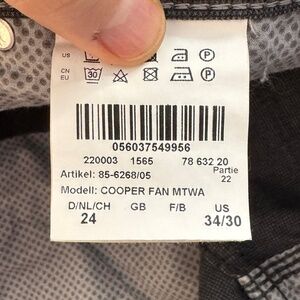 US
CN
EU
30
P
P
056037549956
220003 1565 78 632 20
Artikel: 85-6268/05 Partie
22
Modell: COOPER FAN MTWA
D/NL/CH GB F/B US
24 34/30